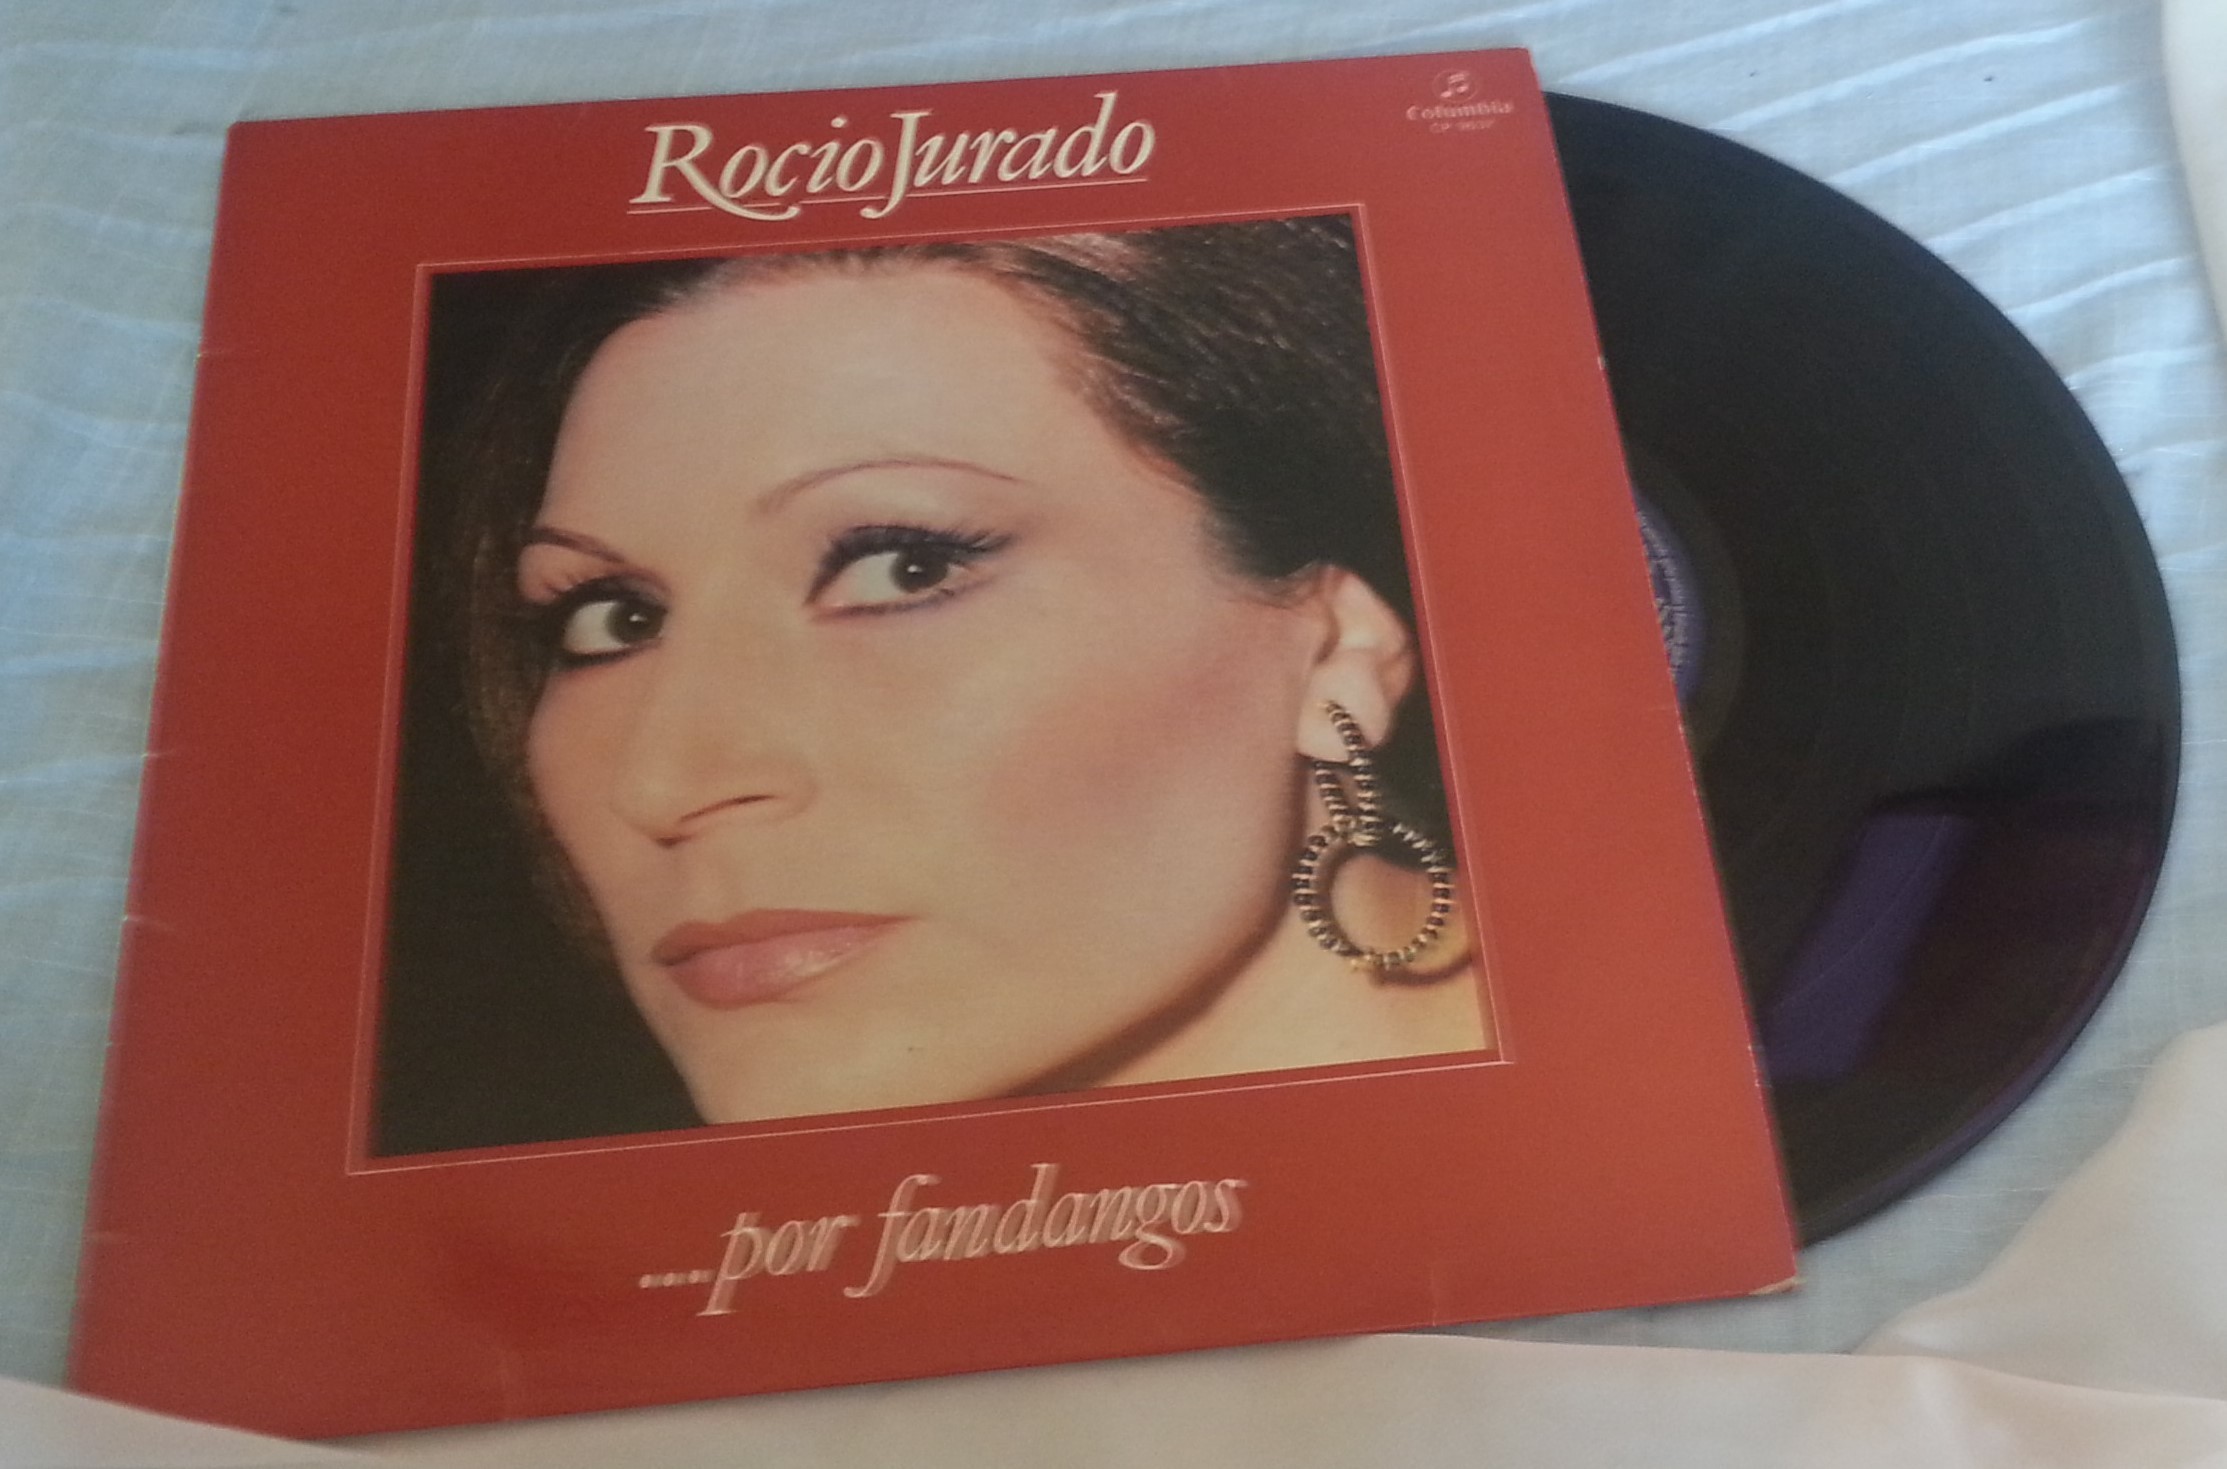 Rocio Jurado
Columbia
....por fandangos